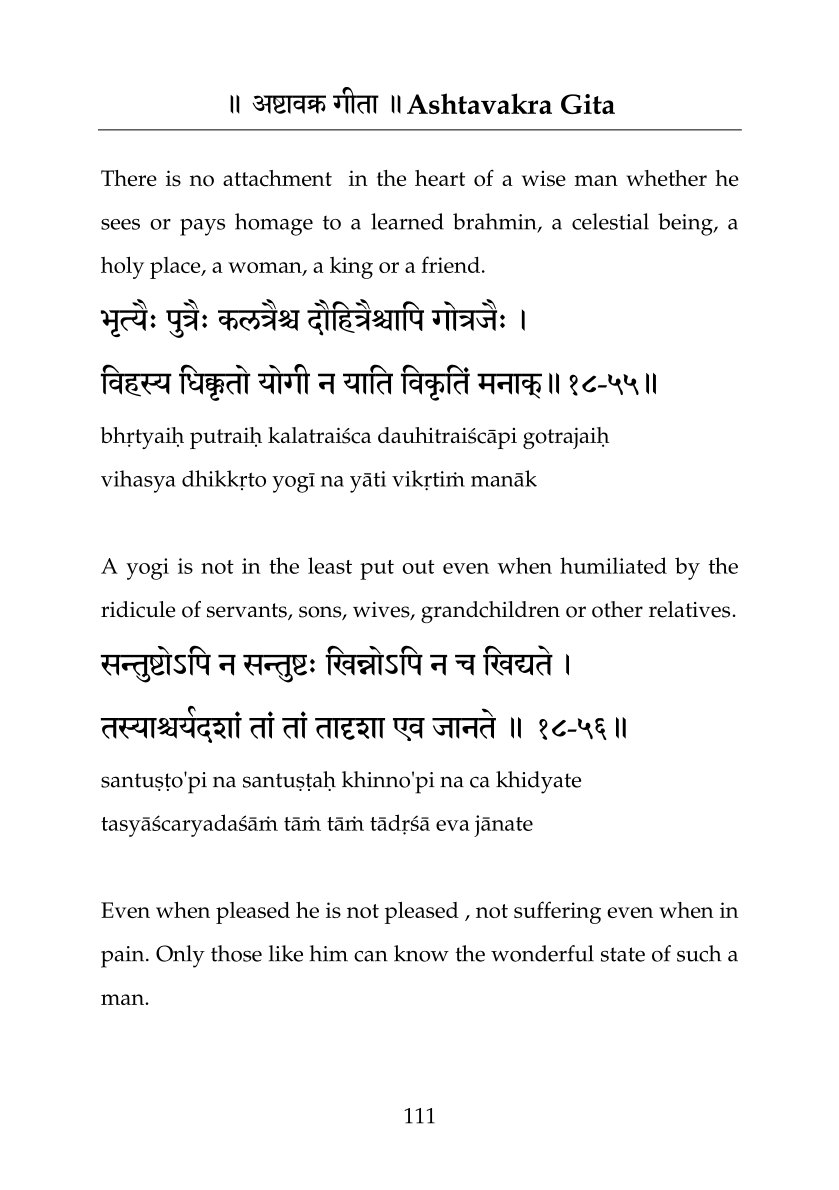 ॥ अष्टावक्र गीता ॥ Ashtavakra Gita
There is no attachment in the heart of a wise man whether he
sees or pays homage to a learned brahmin, a celestial being, a
holy place, a woman, a king or a friend.
भृत्यैः पुत्रैः कलत्रैश्च दौहित्रैश्चापि गोत्रजैः ।
विहस्य धिक्कृतो योगी न याति विकृतिं मनाक् ॥ १८-५५ ॥
bhṛtyaiḥ putraiḥ kalatraiśca dauhitraiścāpi gotrajaiḥ
vihasya dhikkṛto yogī na yāti vikṛtiṁ manāk
A yogi is not in the least put out even when humiliated by the
ridicule of servants, sons, wives, grandchildren or other relatives.
सन्तुष्टोऽपि न सन्तुष्टः खिन्नोऽपि न च खिद्यते ।
तस्याश्चर्यदशां तां तां तादृशा एव जानते ॥ १८-५६ ॥
santuṣṭo'pi na santuṣṭaḥ khinno'pi na ca khidyate
tasyāścaryadaśāṁ tāṁ tāṁ tādṛśā eva jānate
Even when pleased he is not pleased , not suffering even when in
pain. Only those like him can know the wonderful state of such a
man.
111